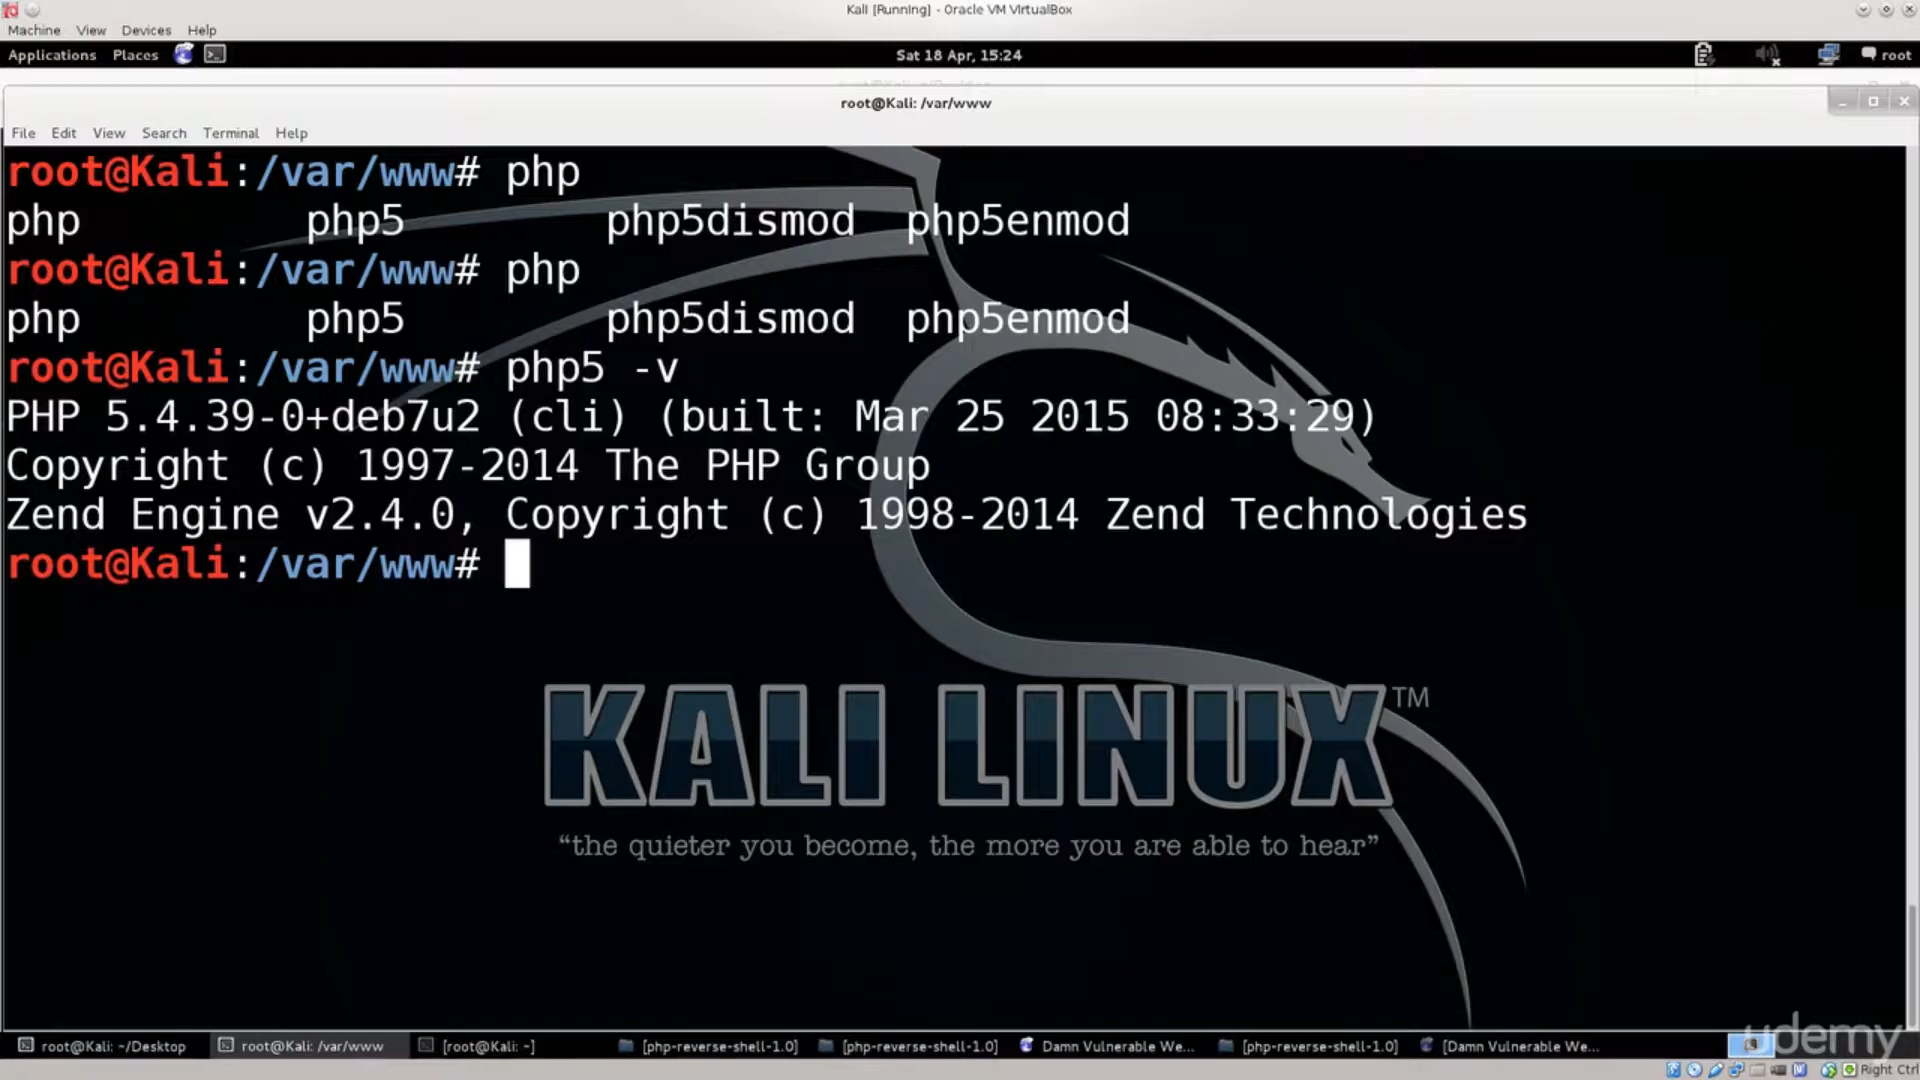 Kali [Running] - Oracle VM VirtualBox
Machine View Devices Help
Applications Places Sat 18 Apr, 15:24 root
root@Kali: /var/www
File Edit View Search Terminal Help
root@Kali:/var/www# php
php php5 php5dismod php5enmod
root@Kali:/var/www# php
php php5 php5dismod php5enmod
root@Kali:/var/www# php5 -v
PHP 5.4.39-0+deb7u2 (cli) (built: Mar 25 2015 08:33:29)
Copyright (c) 1997-2014 The PHP Group
Zend Engine v2.4.0, Copyright (c) 1998-2014 Zend Technologies
root@Kali:/var/www#
KALI LINUX™
“the quieter you become, the more you are able to hear”
root@Kali: ~/Desktop root@Kali: /var/www [root@Kali: ~] [php-reverse-shell-1.0] [php-reverse-shell-1.0] Damn Vulnerable We... [php-reverse-shell-1.0] [Damn Vulnerable We...
udemy
Right Ctrl